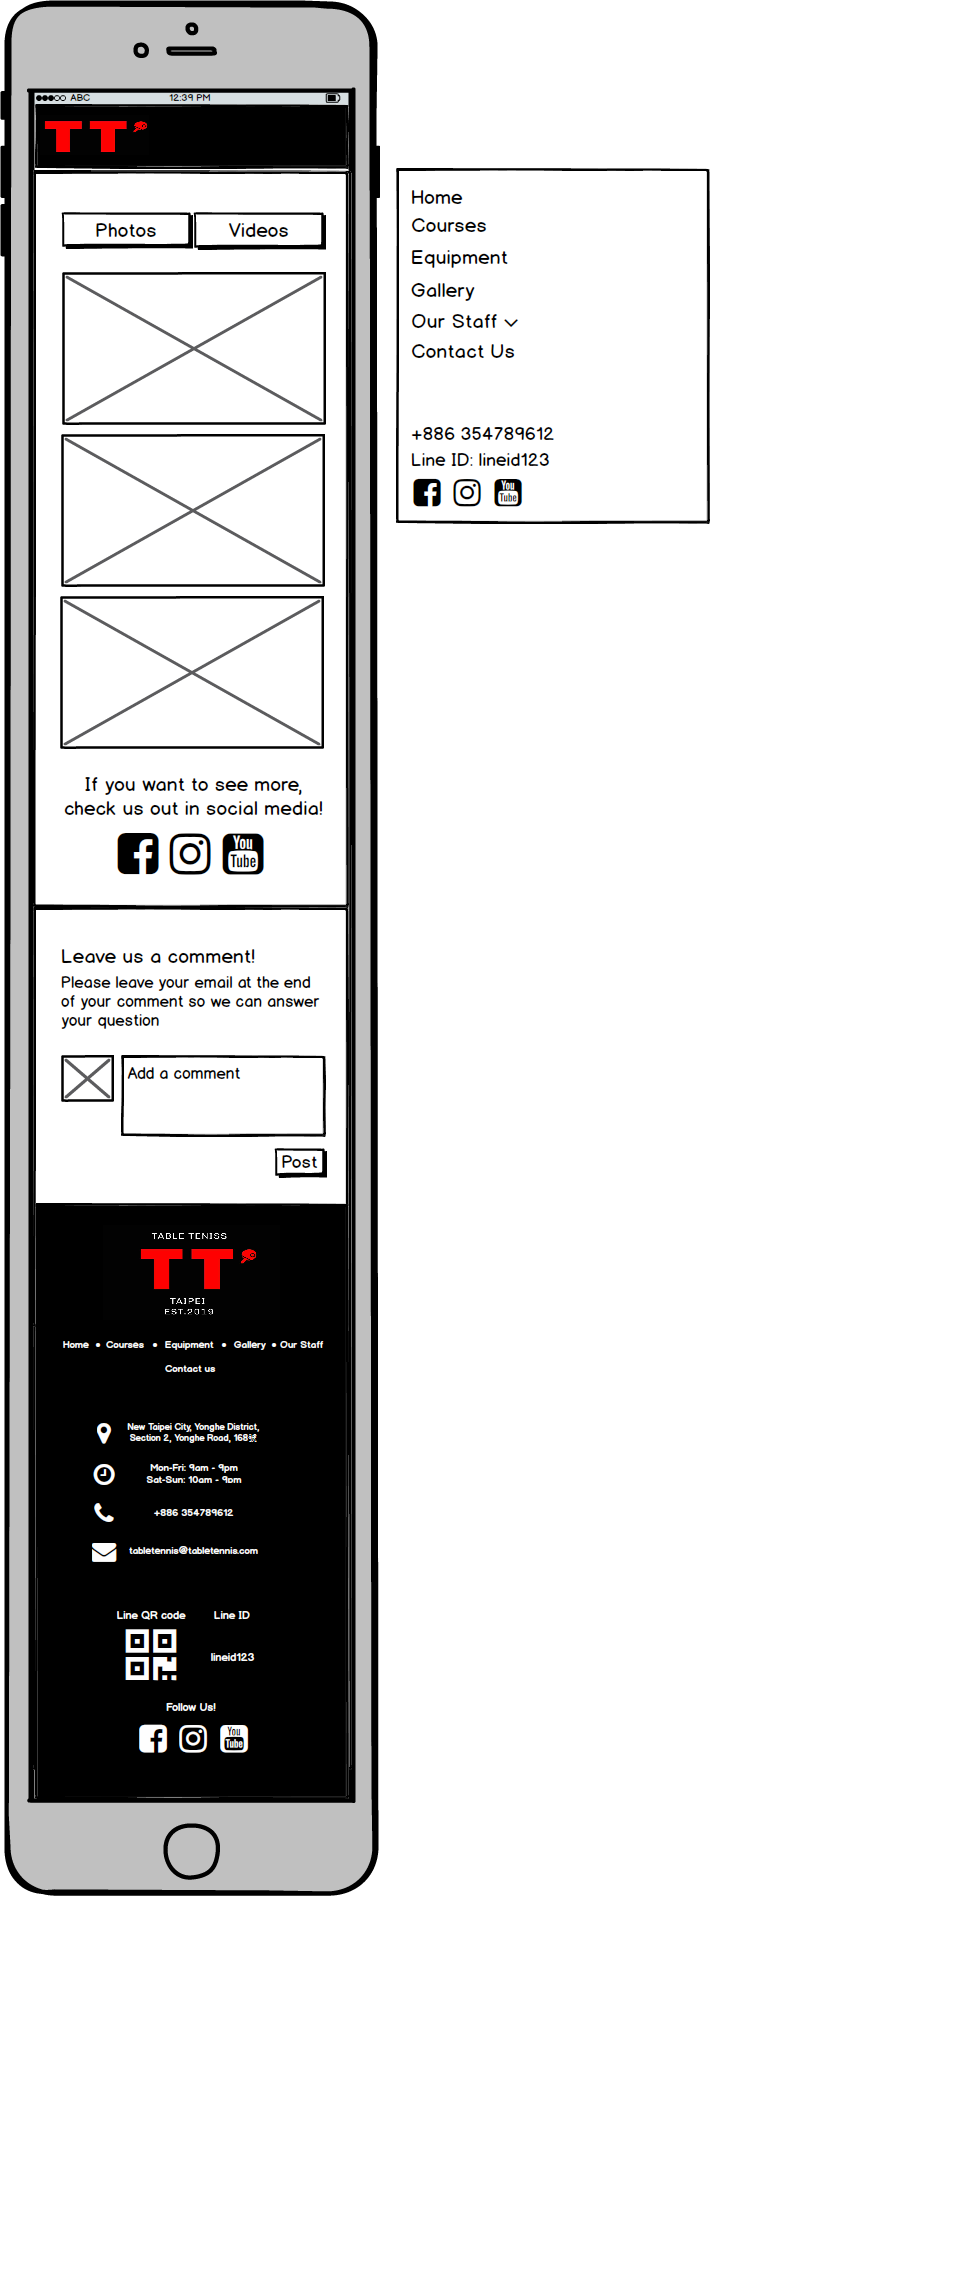 ABC
12:39 PM
TT
Photos
Videos
If you want to see more,
check us out in social media!
You
Tube
Leave us a comment!
Please leave your email at the end
of your comment so we can answer
your question
Add a comment
Post
TABLE TENISS
TT
TAIPEI
EST.2019
Home • Courses • Equipment • Gallery • Our Staff
Contact us
New Taipei City, Yonghe District,
Section 2, Yonghe Road, 168號
Mon-Fri: 9am - 9pm
Sat-Sun: 10am - 9pm
+886 354789612
tabletennis@tabletennis.com
Line QR code
Line ID
lineid123
Follow Us!
You
Tube
Home
Courses
Equipment
Gallery
Our Staff
Contact Us
+886 354789612
Line ID: lineid123
You
Tube